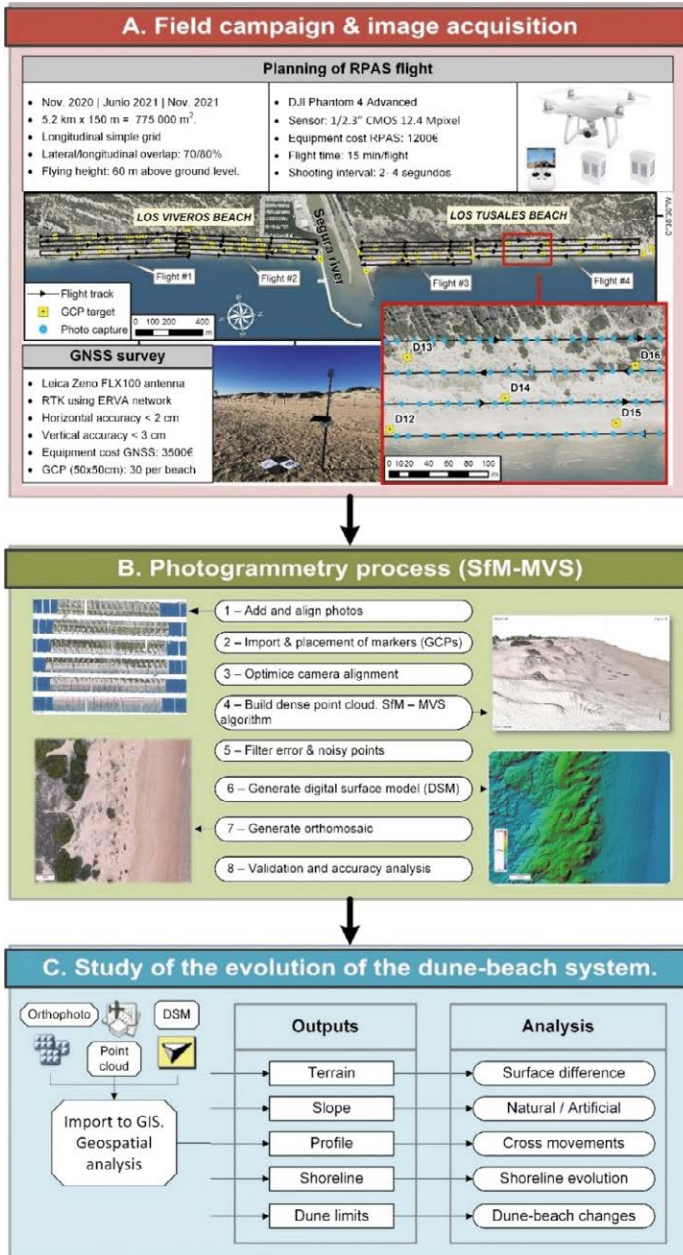 A. Field campaign & image acquisition
Planning of RPAS flight
• Nov. 2020 | Junio 2021 | Nov. 2021
• 5.2 km x 150 m = 775 000 m².
• Longitudinal simple grid
• Lateral/longitudinal overlap: 70/80%
• Flying height: 60 m above ground level.
• DJI Phantom 4 Advanced
• Sensor: 1/2.3" CMOS 12.4 Mpixel
• Equipment cost RPAS: 1200€
• Flight time: 15 min/flight
• Shooting interval: 2- 4 segundos
LOS VIVEROS BEACH
Segura river
LOS TUSALES BEACH
0°38'30"W
Flight #1
Flight #2
Flight #3
Flight #4
Flight track
GCP target
Photo capture
0 100 200 400
m
GNSS survey
• Leica Zeno FLX100 antenna
• RTK using ERVA network
• Horizontal accuracy < 2 cm
• Vertical accuracy < 3 cm
• Equipment cost GNSS: 3500€
• GCP (50x50cm): 30 per beach
D13
D16
D14
D12
D15
0 1020 40 60 80 100
m
B. Photogrammetry process (SfM-MVS)
1 – Add and align photos
2 – Import & placement of markers (GCPs)
3 – Optimice camera alignment
4 – Build dense point cloud. SfM – MVS
algorithm
5 – Filter error & noisy points
6 – Generate digital surface model (DSM)
7 – Generate orthomosaic
8 – Validation and accuracy analysis
C. Study of the evolution of the dune-beach system.
Orthophoto
DSM
Point
cloud
Import to GIS.
Geospatial
analysis
Outputs
Terrain
Slope
Profile
Shoreline
Dune limits
Analysis
Surface difference
Natural / Artificial
Cross movements
Shoreline evolution
Dune-beach changes